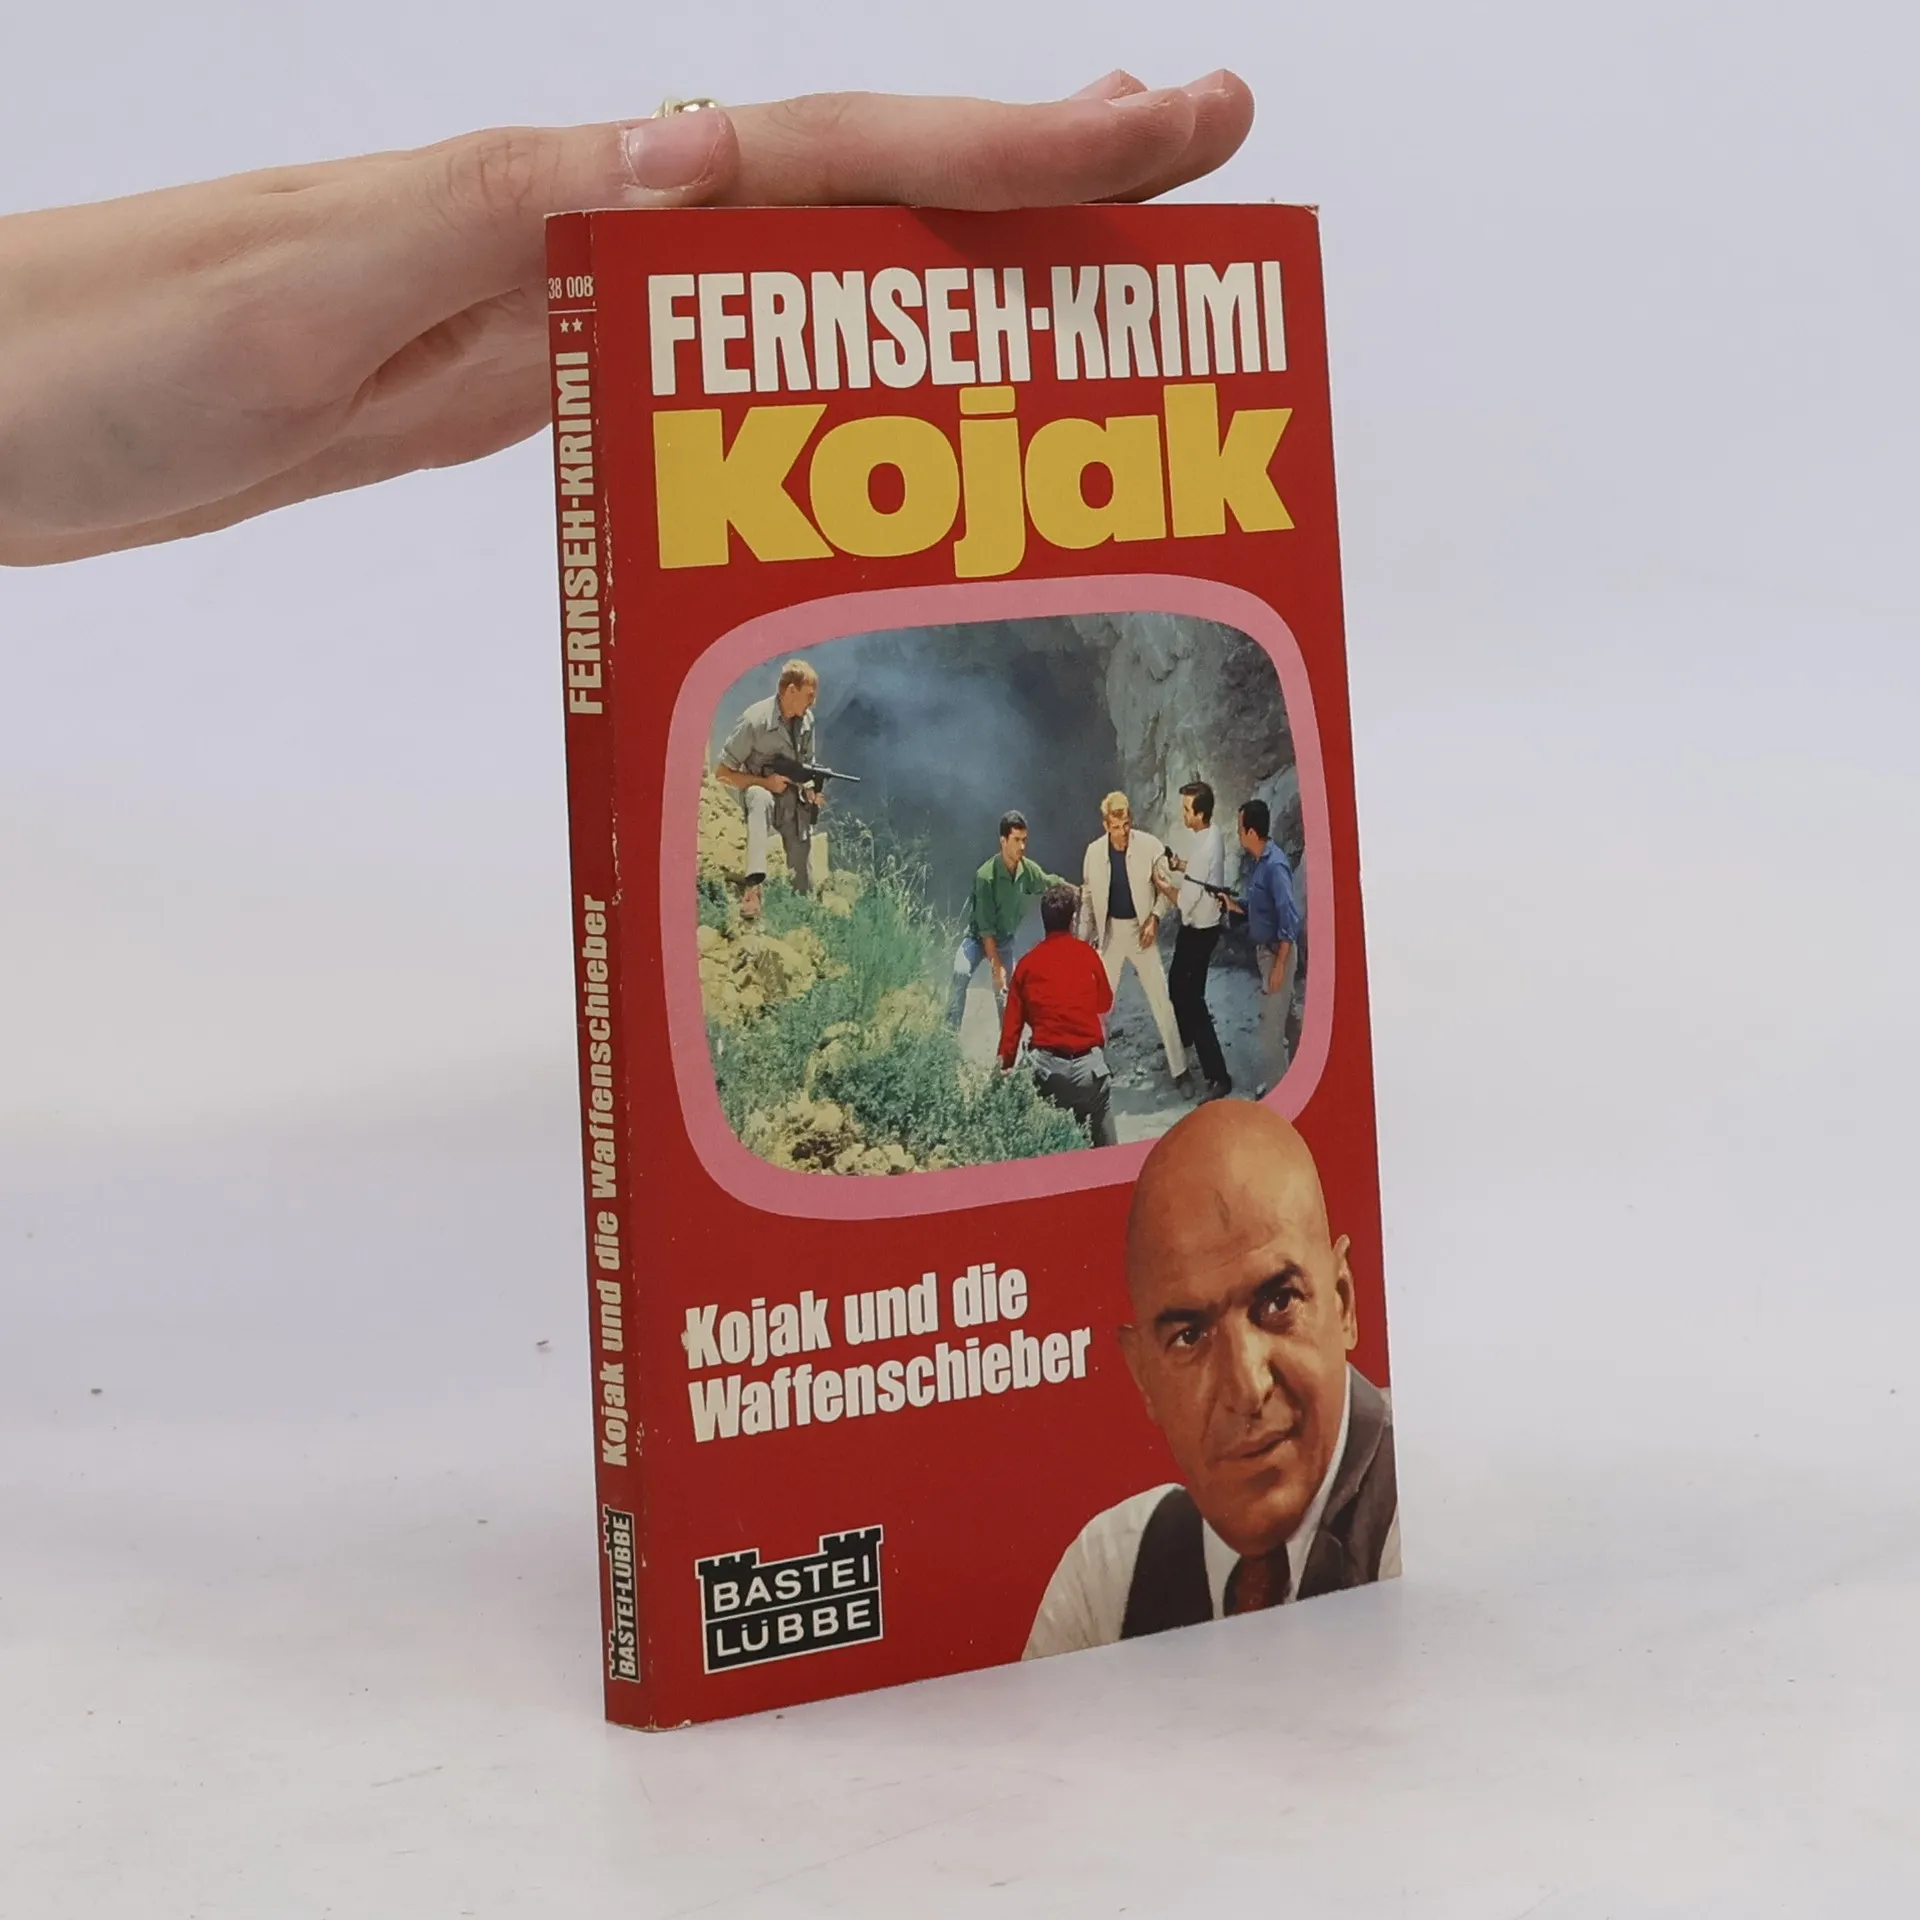 38 008
FERNSEH-KRIMI
Kojak und die Waffenschieber
BASTEI-LÜBBE
FERNSEH-KRIMI
Kojak
Kojak und die
Waffenschieber
BASTEI
LÜBBE